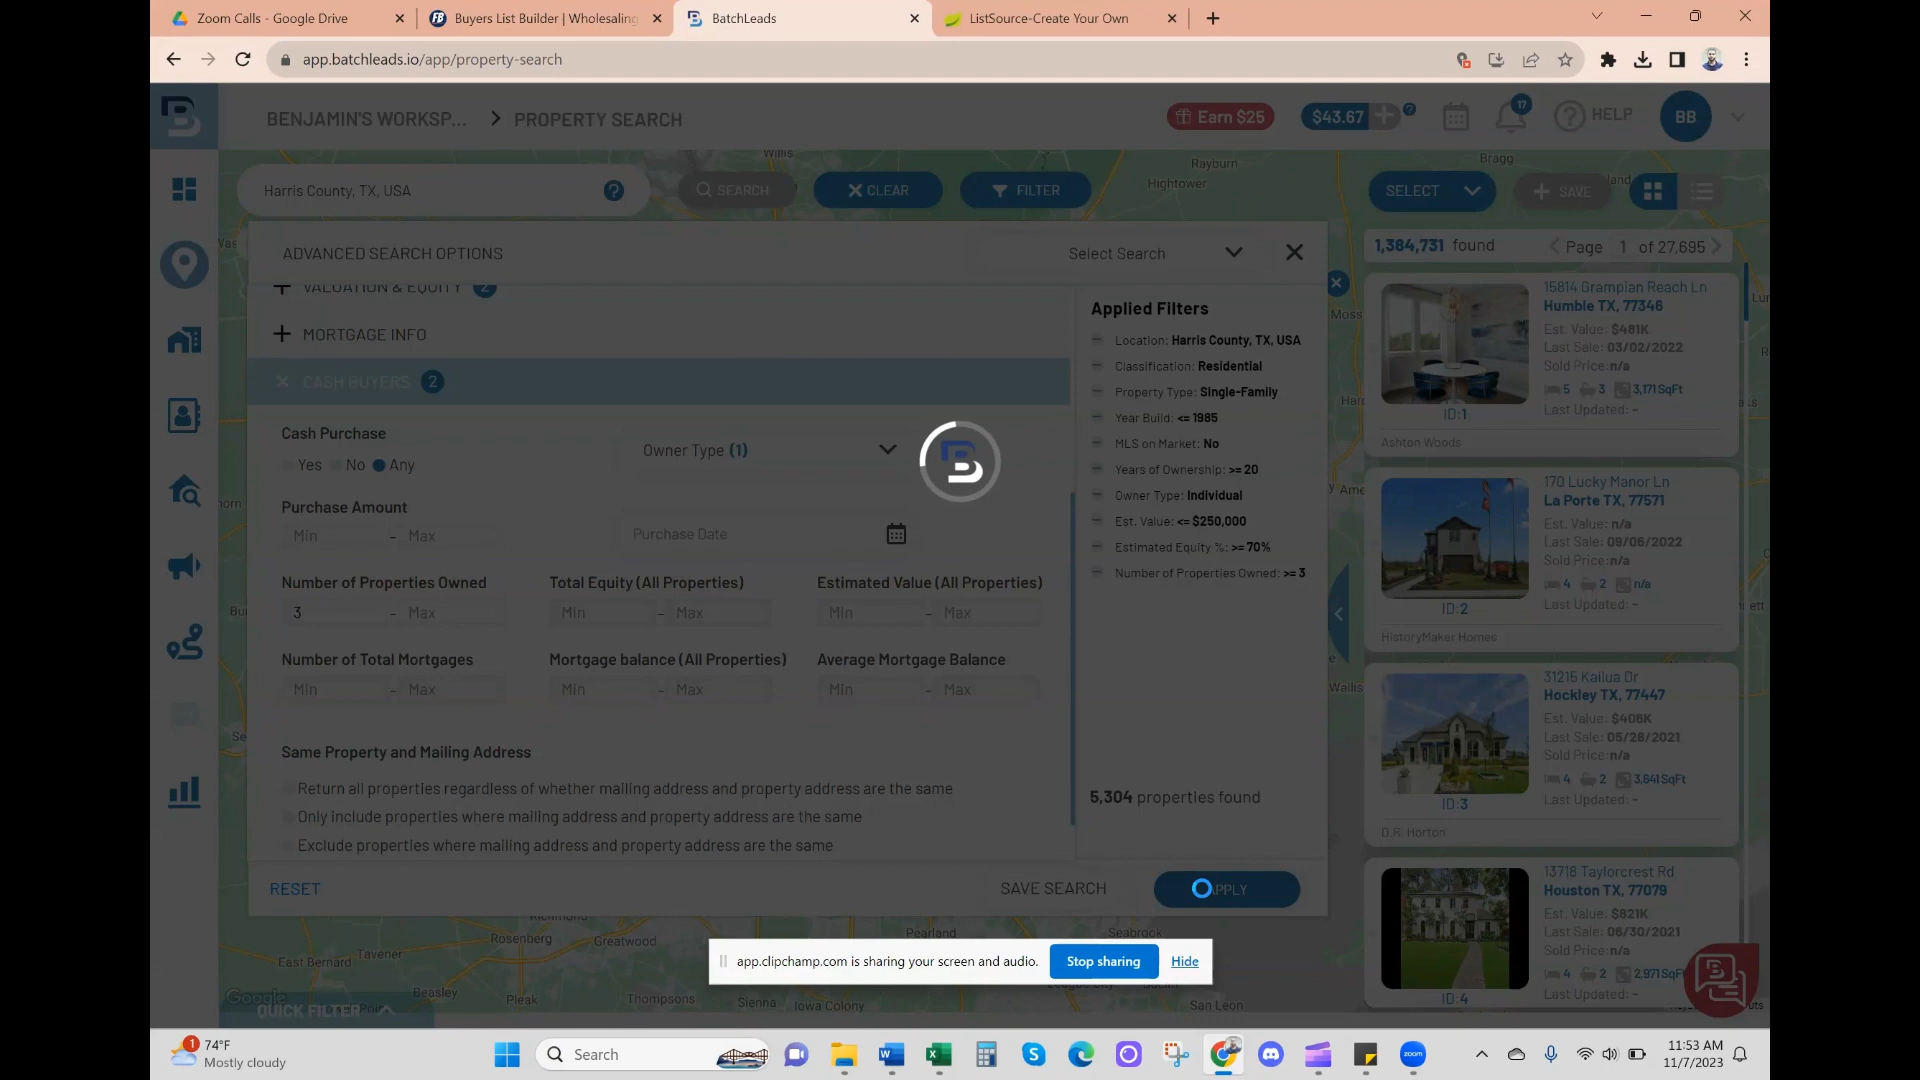 Zoom Calls - Google Drive
Buyers List Builder | Wholesaling
BatchLeads
ListSource-Create Your Own
app.batchleads.io/app/property-search
BENJAMIN'S WORKSP... > PROPERTY SEARCH
Earn $25
$43.67
17
HELP
BB
Harris County, TX, USA
SEARCH
CLEAR
FILTER
SELECT
SAVE
Willis
Rayburn
Hightower
Bragg
ADVANCED SEARCH OPTIONS
Select Search
VALUATION & EQUITY 2
MORTGAGE INFO
CASH BUYERS 2
Cash Purchase
Yes No Any
Owner Type (1)
Purchase Amount
Min - Max
Purchase Date
Number of Properties Owned
3 - Max
Total Equity (All Properties)
Min - Max
Estimated Value (All Properties)
Min - Max
Number of Total Mortgages
Min - Max
Mortgage balance (All Properties)
Min - Max
Average Mortgage Balance
Min - Max
Same Property and Mailing Address
Return all properties regardless of whether mailing address and property address are the same
Only include properties where mailing address and property address are the same
Exclude properties where mailing address and property address are the same
RESET
SAVE SEARCH
APPLY
Applied Filters
Location: Harris County, TX, USA
Classification: Residential
Property Type: Single-Family
Year Build: <= 1985
MLS on Market: No
Years of Ownership: >= 20
Owner Type: Individual
Est. Value: <= $250,000
Estimated Equity %: >= 70%
Number of Properties Owned: >= 3
5,304 properties found
1,384,731 found
Page 1 of 27,695
15814 Grampian Reach Ln
Humble TX, 77346
Est. Value: $481K
Last Sale: 03/02/2022
Sold Price:n/a
5 3 3,171 SqFt
Last Updated: -
ID:1
Ashton Woods
170 Lucky Manor Ln
La Porte TX, 77571
Est. Value: n/a
Last Sale: 09/06/2022
Sold Price:n/a
4 2 n/a
Last Updated: -
ID:2
HistoryMaker Homes
31215 Kailua Dr
Hockley TX, 77447
Est. Value: $406K
Last Sale: 05/28/2021
Sold Price:n/a
4 2 3,641 SqFt
Last Updated: -
ID:3
D.R. Horton
13718 Taylorcrest Rd
Houston TX, 77079
Est. Value: $821K
Last Sale: 06/30/2021
Sold Price:n/a
4 2 2,971 SqFt
Last Updated: -
ID:4
Rosenberg
Greatwood
Pearland
Seabrook
East Bernard
Tavener
Beasley
Pleak
Thompsons
Sienna
Iowa Colony
San Leon
Google
QUICK FILTER
app.clipchamp.com is sharing your screen and audio.
Stop sharing
Hide
1
74°F
Mostly cloudy
Search
zoom
11:53 AM
11/7/2023